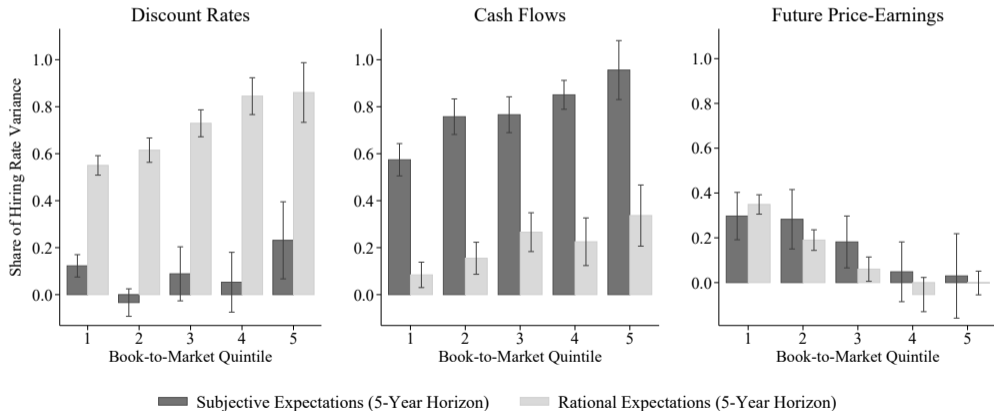 Discount Rates
Cash Flows
Future Price-Earnings
Share of Hiring Rate Variance
1.0
0.8
0.6
0.4
0.2
0.0
1 2 3 4 5
Book-to-Market Quintile
1.0
0.8
0.6
0.4
0.2
0.0
1 2 3 4 5
Book-to-Market Quintile
1.0
0.8
0.6
0.4
0.2
0.0
1 2 3 4 5
Book-to-Market Quintile
Subjective Expectations (5-Year Horizon)
Rational Expectations (5-Year Horizon)